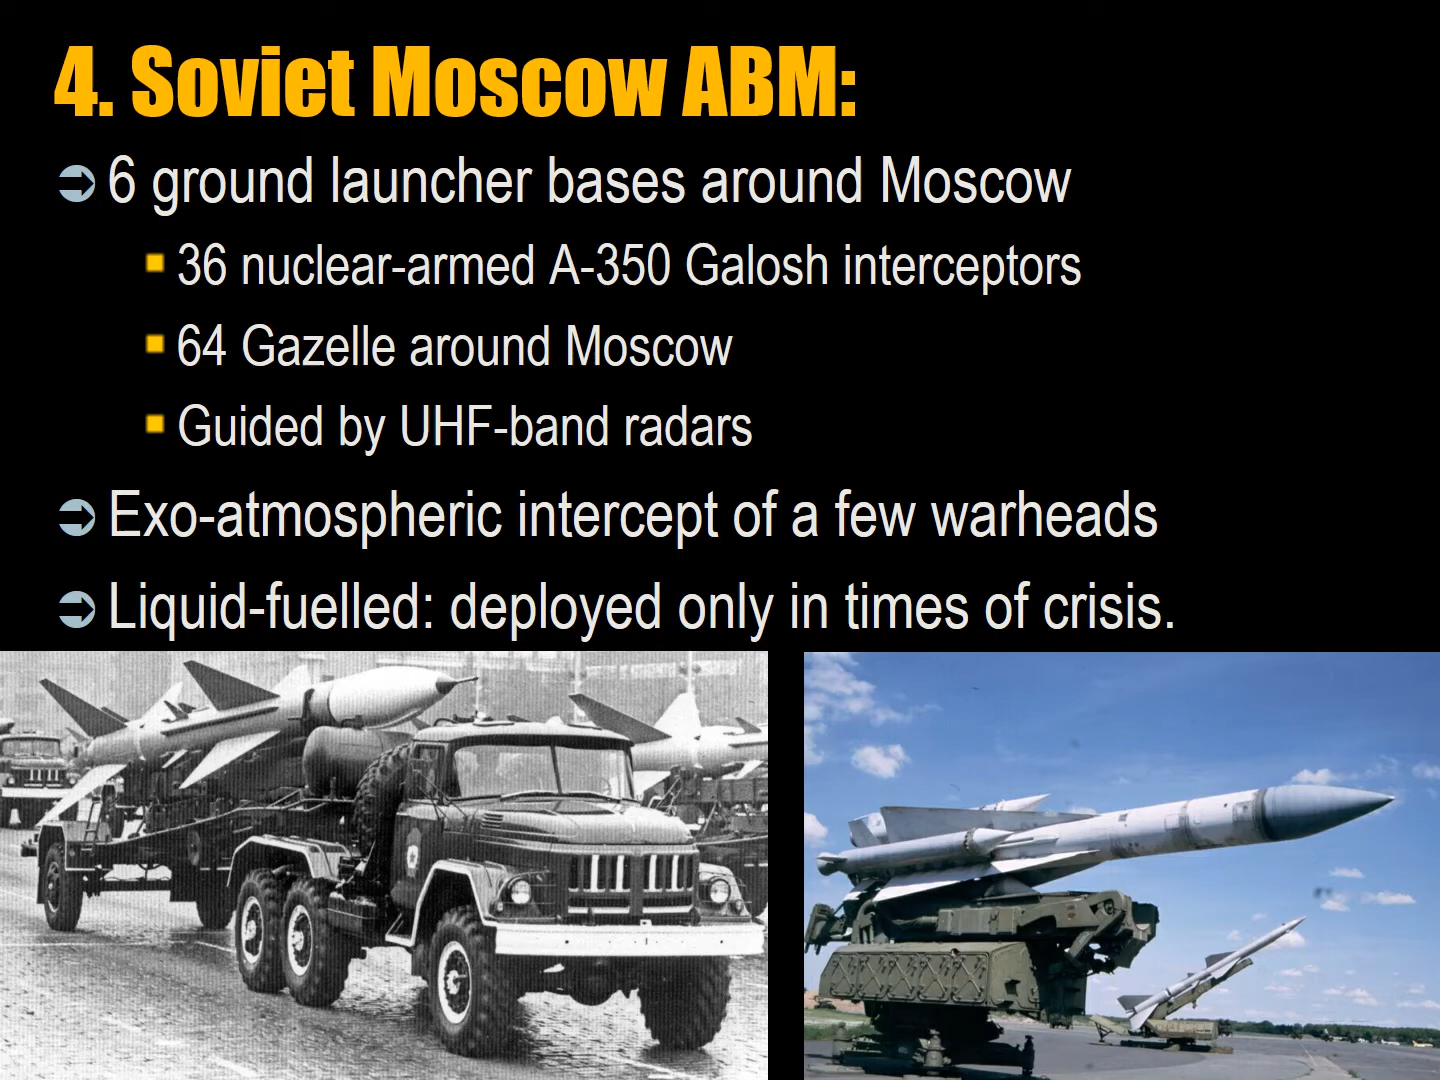 4. Soviet Moscow ABM:
6 ground launcher bases around Moscow
36 nuclear-armed A-350 Galosh interceptors
64 Gazelle around Moscow
Guided by UHF-band radars
Exo-atmospheric intercept of a few warheads
Liquid-fuelled: deployed only in times of crisis.